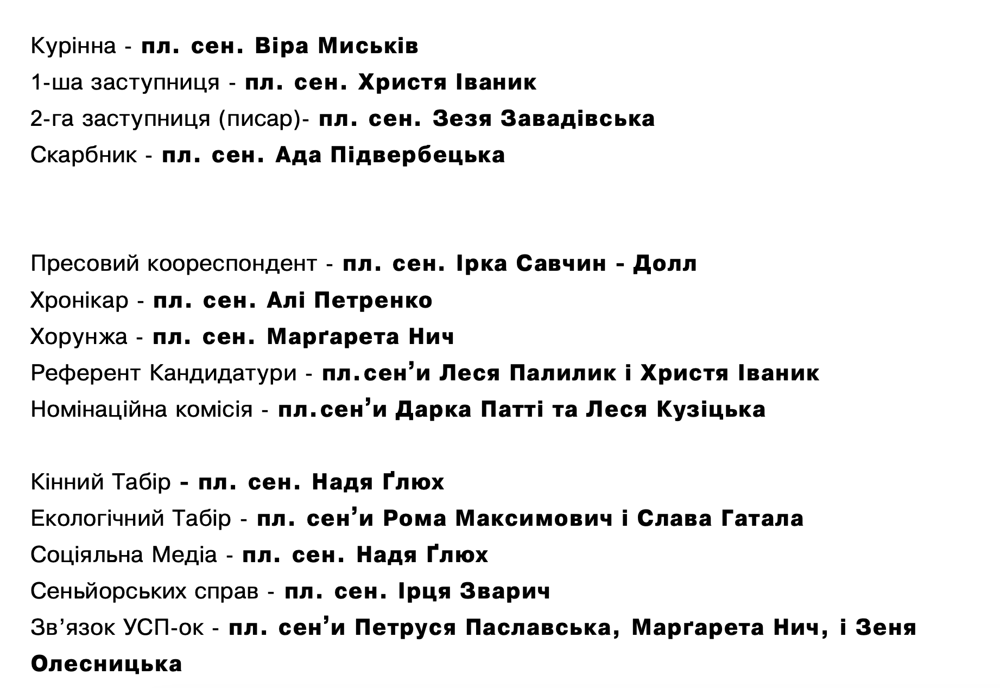 Курінна - пл. сен. Віра Миськів
1-ша заступниця - пл. сен. Христя Іваник
2-га заступниця (писар)- пл. сен. Зезя Завадівська
Скарбник - пл. сен. Ада Підвербецька
Пресовий коореспондент - пл. сен. Ірка Савчин - Долл
Хронікар - пл. сен. Алі Петренко
Хорунжа - пл. сен. Марґарета Нич
Референт Кандидатури - пл.сен’и Леся Палилик і Христя Іваник
Номінаційна комісія - пл.сен’и Дарка Патті та Леся Кузіцька
Кінний Табір - пл. сен. Надя Ґлюх
Екологічний Табір - пл. сен’и Рома Максимович і Слава Гатала
Соціяльна Медіа - пл. сен. Надя Ґлюх
Сеньйорських справ - пл. сен. Ірця Зварич
Зв’язок УСП-ок - пл. сен’и Петруся Паславська, Марґарета Нич, і Зеня
Олесницька